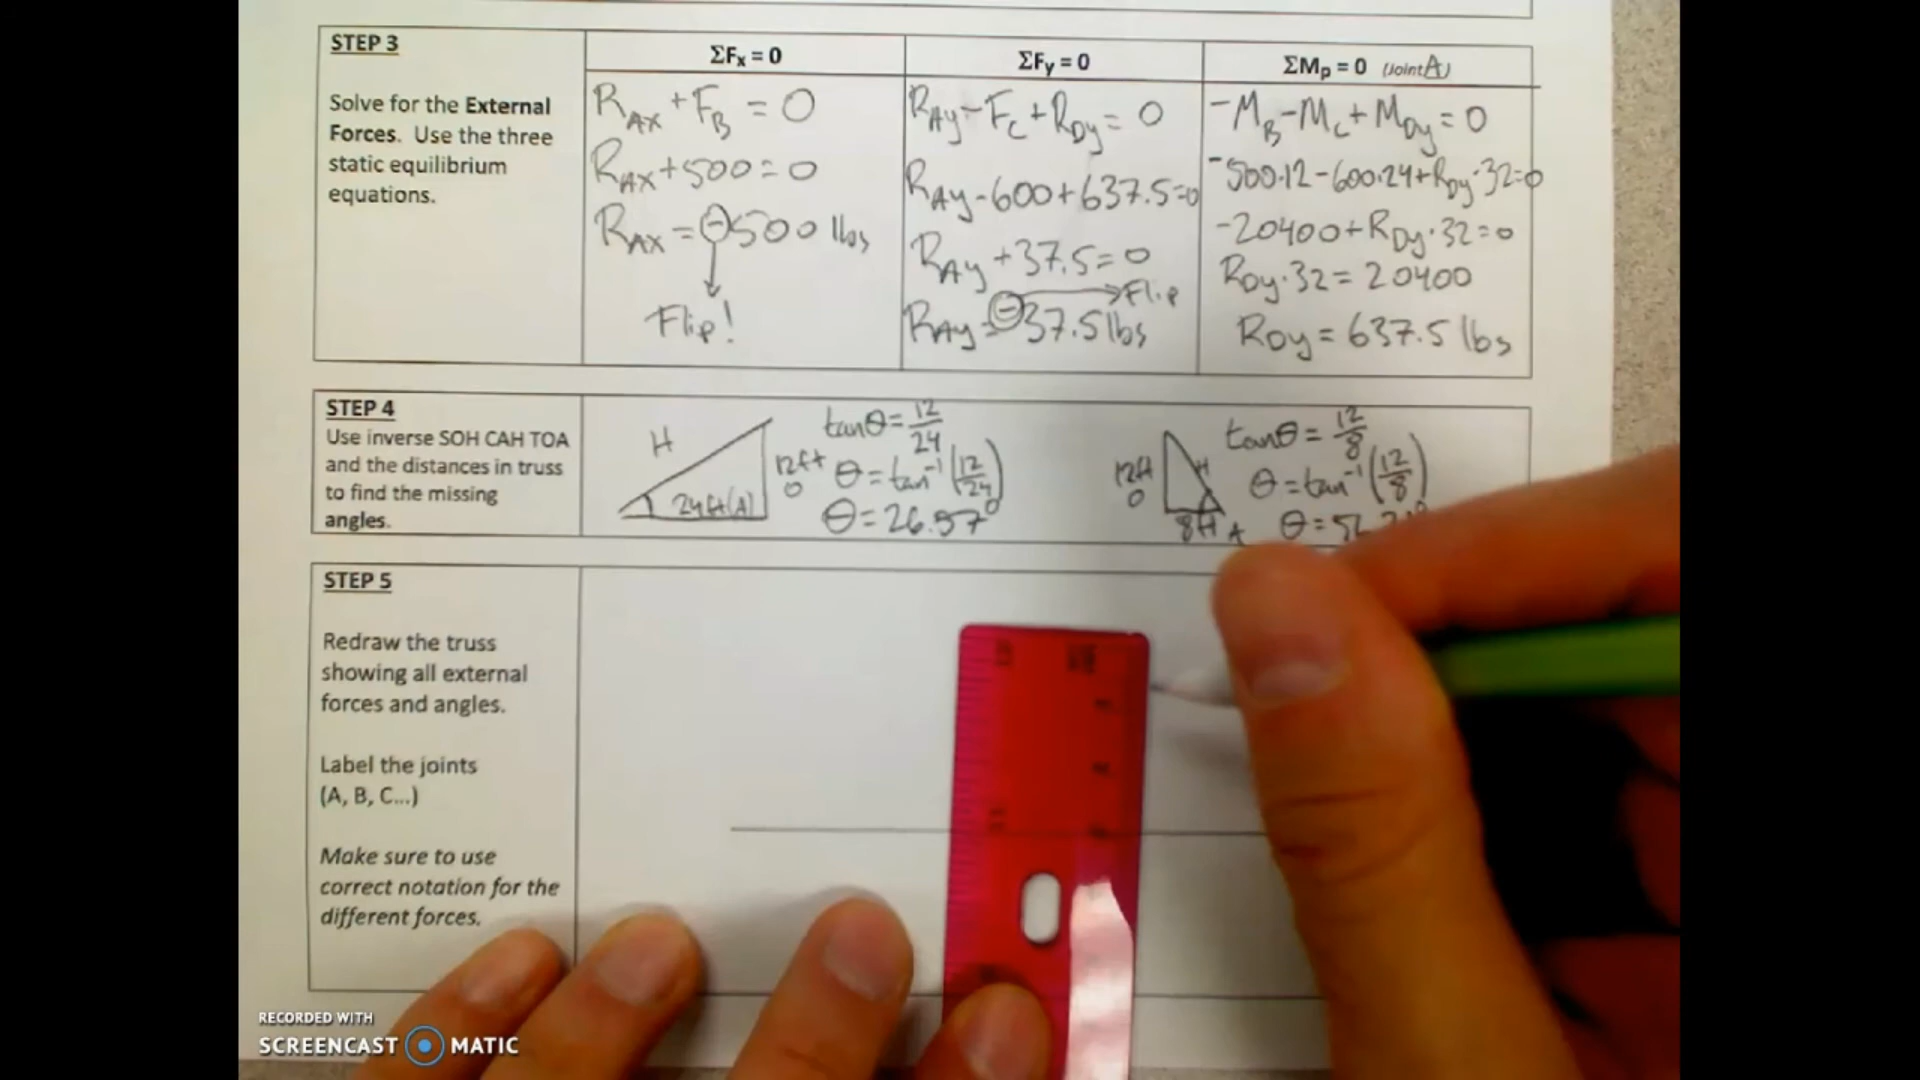 STEP 3
Solve for the External
Forces. Use the three
static equilibrium
equations.
ΣFx = 0
RAX + FB = 0
RAX+500=0
RAX = -500 lbs
Flip!
ΣFy = 0
RAy - FC + RDy = 0
RAy - 600 + 637.5=0
RAy + 37.5 = 0
Flip
RAy = -37.5 lbs
ΣMp = 0 (Joint A)
-MB - MC + MDy = 0
-500·12 - 600·24 + RDy·32=0
-20400 + RDy·32=0
RDy·32 = 20400
RDy = 637.5 lbs
STEP 4
Use inverse SOH CAH TOA
and the distances in truss
to find the missing
angles.
H
12ft
O
24ft(A)
tanθ = 12/24
θ = tan⁻¹(12/24)
θ = 26.57°
12ft
O
H
8ft A
tanθ = 12/8
θ = tan⁻¹(12/8)
θ =
STEP 5
Redraw the truss
showing all external
forces and angles.
Label the joints
(A, B, C...)
Make sure to use
correct notation for the
different forces.
RECORDED WITH
SCREENCAST MATIC